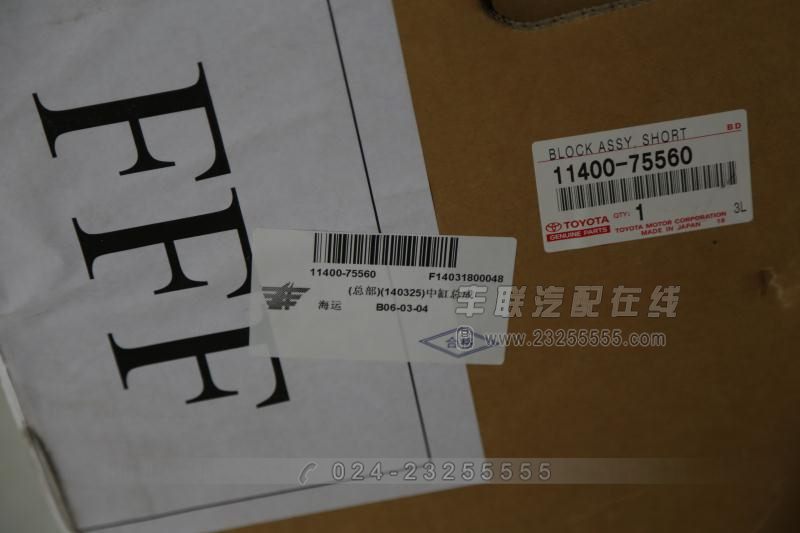 F F F
BLOCK ASSY, SHORT BD
11400-75560
TOYOTA QTY: 1 TOYOTA MOTOR CORPORATION 18 3L
GENUINE PARTS MADE IN JAPAN
11400-75560 F14031800048
(总部)(140325)中缸总成
海运 B06-03-04
合格
车联汽配在线
www.23255555.com
024-23255555